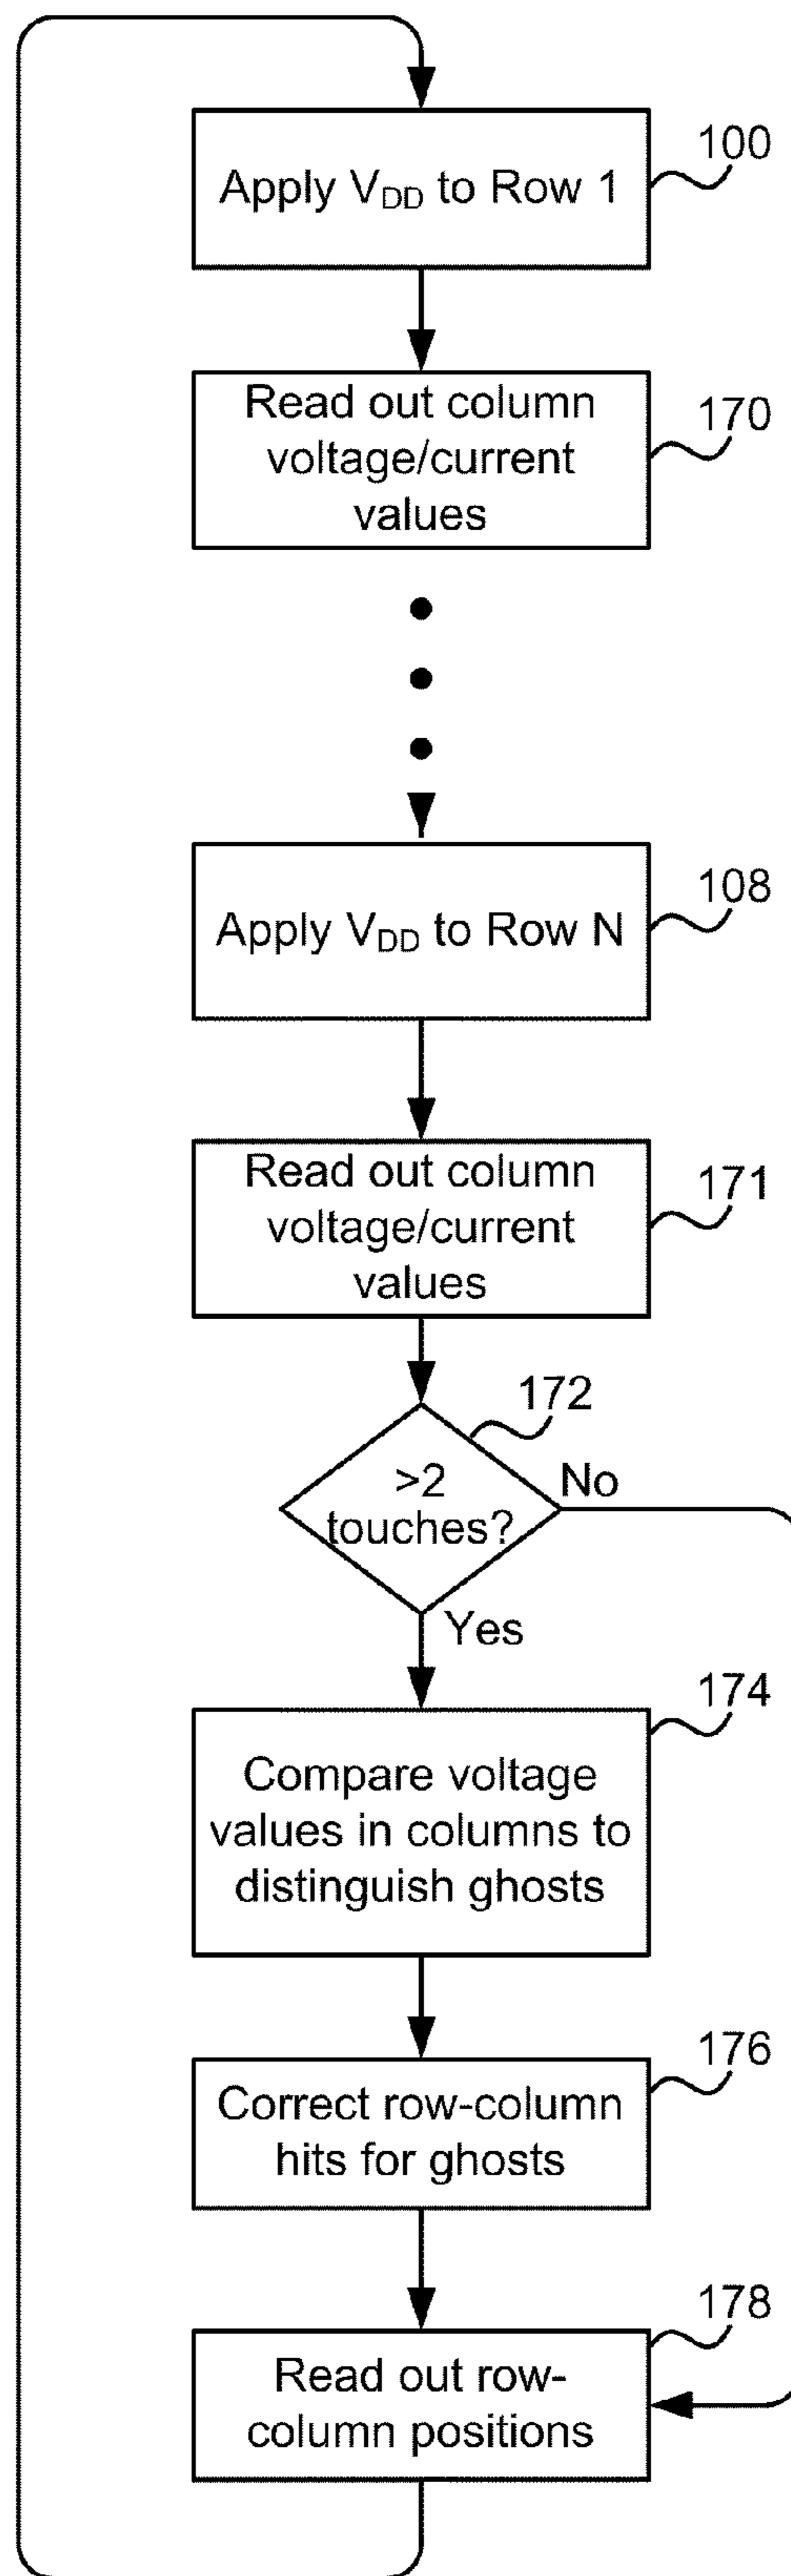 100
Apply VDD to Row 1
170
Read out column
voltage/current
values
108
Apply VDD to Row N
171
Read out column
voltage/current
values
172
>2
touches?
No
Yes
174
Compare voltage
values in columns to
distinguish ghosts
176
Correct row-column
hits for ghosts
178
Read out row-
column positions